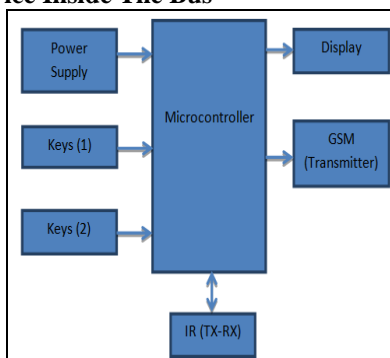 ice Inside The Bus
Power
Supply
Display
Microcontroller
Keys (1)
GSM
(Transmitter)
Keys (2)
IR (TX-RX)